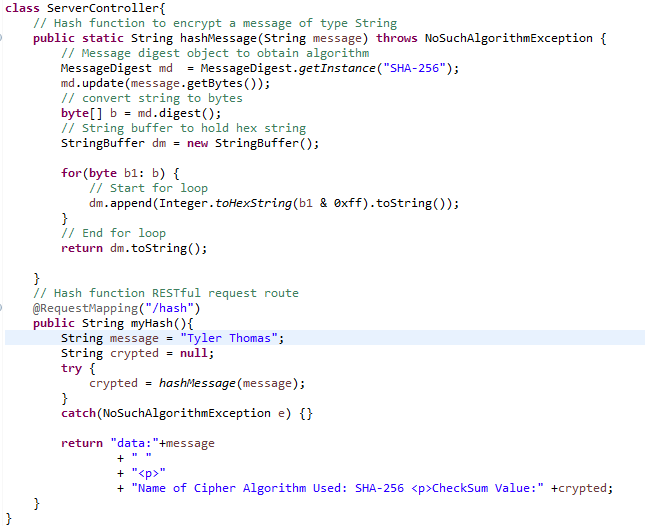 class ServerController{
    // Hash function to encrypt a message of type String
    public static String hashMessage(String message) throws NoSuchAlgorithmException {
        // Message digest object to obtain algorithm
        MessageDigest md  = MessageDigest.getInstance("SHA-256");
        md.update(message.getBytes());
        // convert string to bytes
        byte[] b = md.digest();
        // String buffer to hold hex string
        StringBuffer dm = new StringBuffer();

        for(byte b1: b) {
            // Start for loop
            dm.append(Integer.toHexString(b1 & 0xff).toString());
        }
        // End for loop
        return dm.toString();

    }
    // Hash function RESTful request route
    @RequestMapping("/hash")
    public String myHash(){
        String message = "Tyler Thomas";
        String crypted = null;
        try {
            crypted = hashMessage(message);
        }
        catch(NoSuchAlgorithmException e) {}

        return "data:"+message
                + " "
                + "<p>"
                + "Name of Cipher Algorithm Used: SHA-256 <p>CheckSum Value:" +crypted;
    }
}